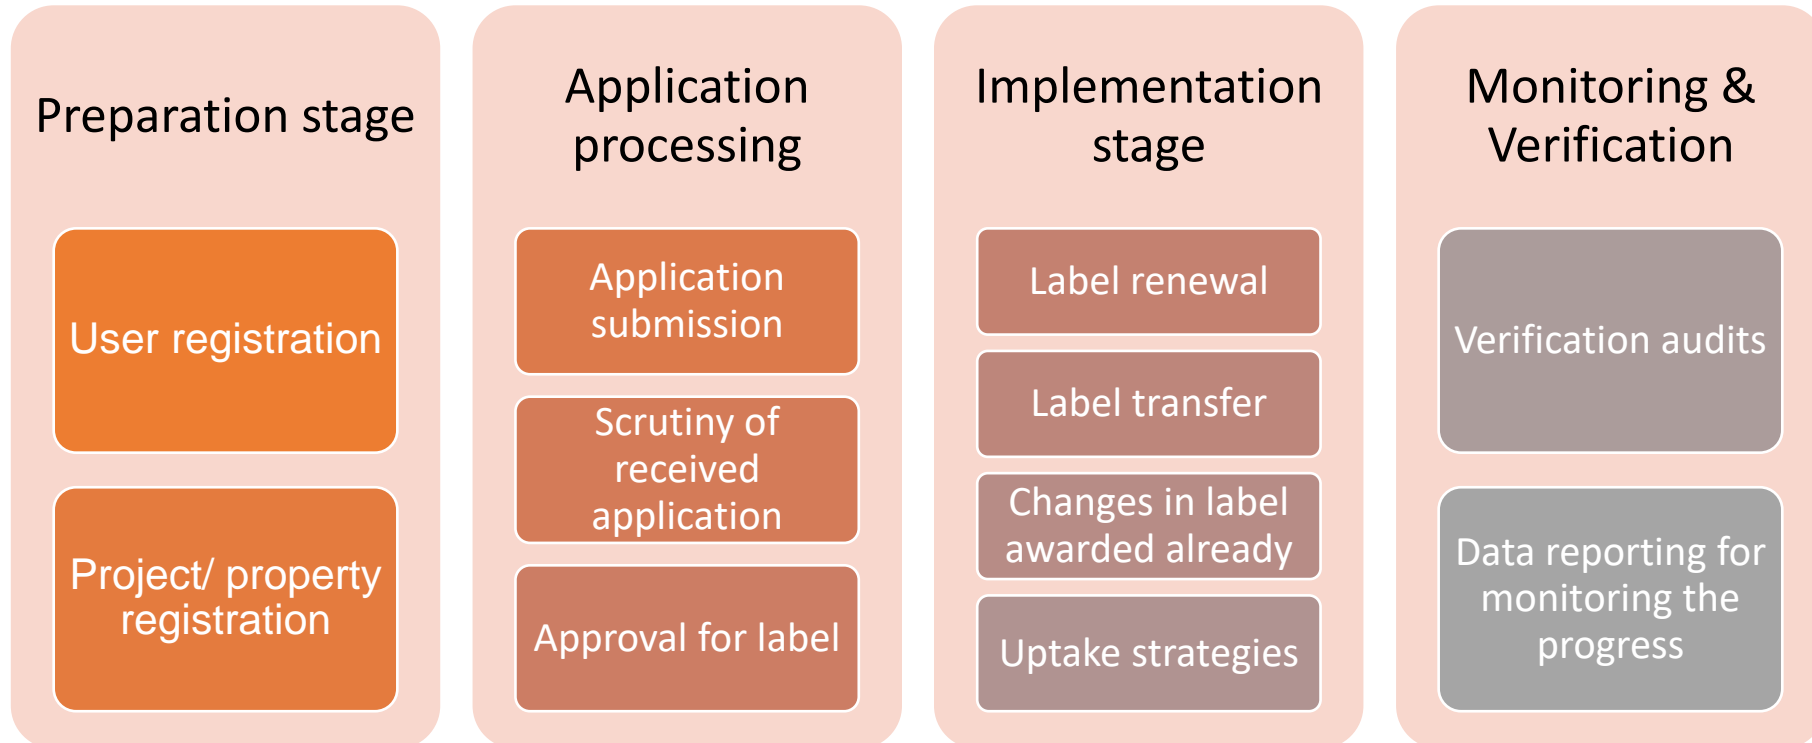 Preparation stage
User registration
Project/ property
registration
Application
processing
Application
submission
Scrutiny of
received
application
Approval for label
Implementation
stage
Label renewal
Label transfer
Changes in label
awarded already
Uptake strategies
Monitoring &
Verification
Verification audits
Data reporting for
monitoring the
progress